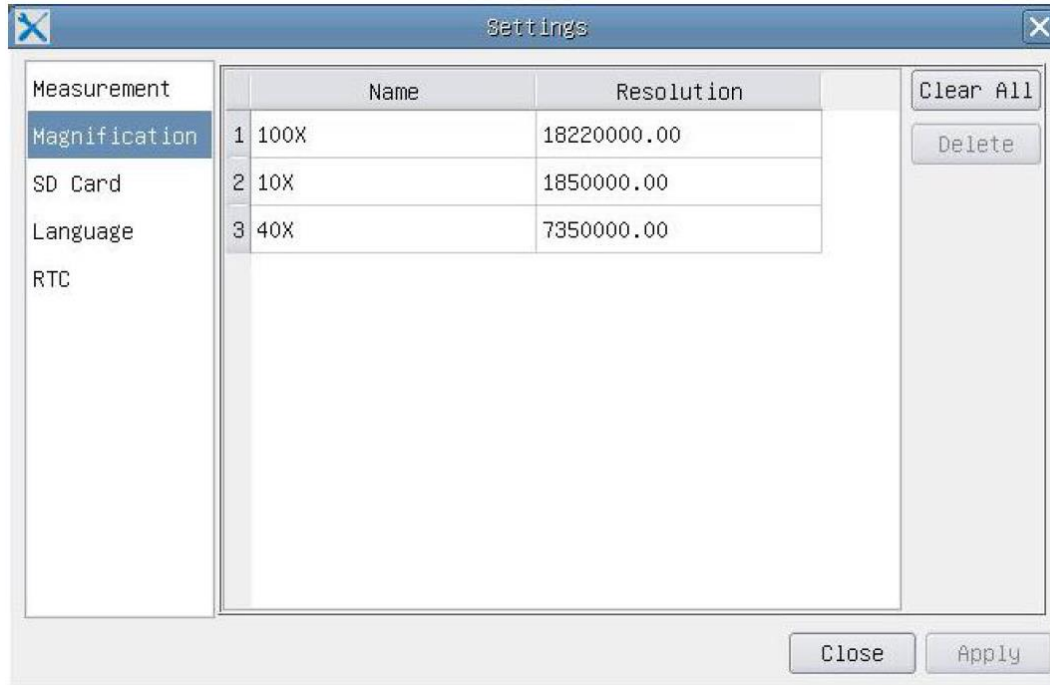 Settings
Measurement
Magnification
SD Card
Language
RTC
Name Resolution
1 100X 18220000.00
2 10X 1850000.00
3 40X 7350000.00
Clear All
Delete
Close Apply